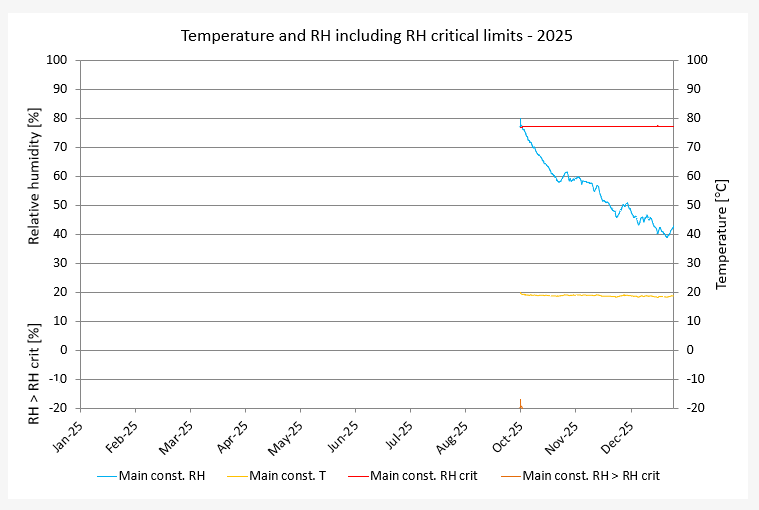 Temperature and RH including RH critical limits - 2025
100 100
90 90
80 80
70 70
60 60
50 50
40 40
30 30
20 20
10 10
0 0
-10 -10
-20 -20
Relative humidity [%]
RH > RH crit [%]
Temperature [°C]
Jan-25 Feb-25 Mar-25 Apr-25 May-25 Jun-25 Jul-25 Aug-25 Oct-25 Nov-25 Dec-25
Main const. RH Main const. T Main const. RH crit Main const. RH > RH crit